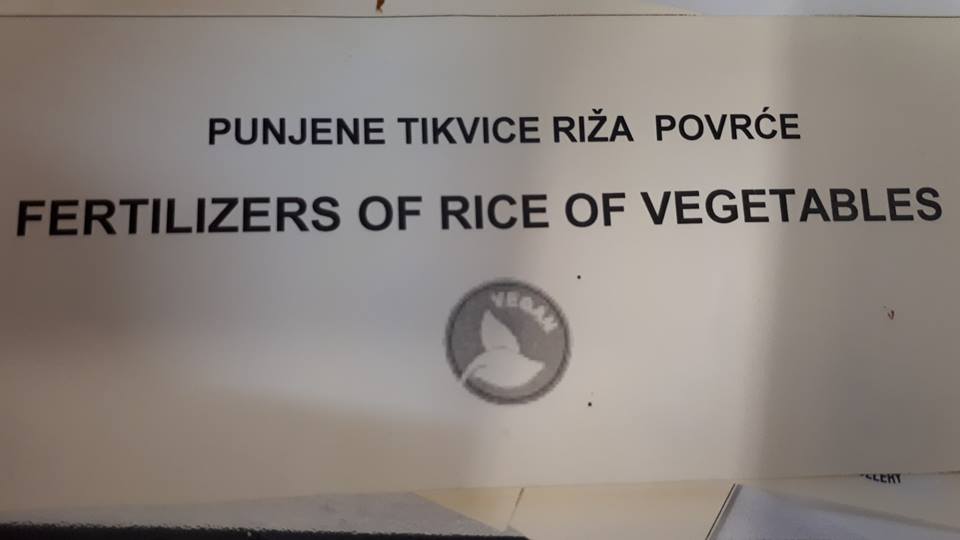 PUNJENE TIKVICE RIŽA POVRĆE
FERTILIZERS OF RICE OF VEGETABLES
VEGAN